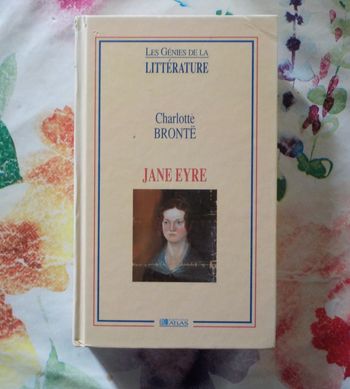 LES GÉNIES DE LA
LITTÉRATURE
Charlotte
BRONTË
JANE EYRE
ATLAS